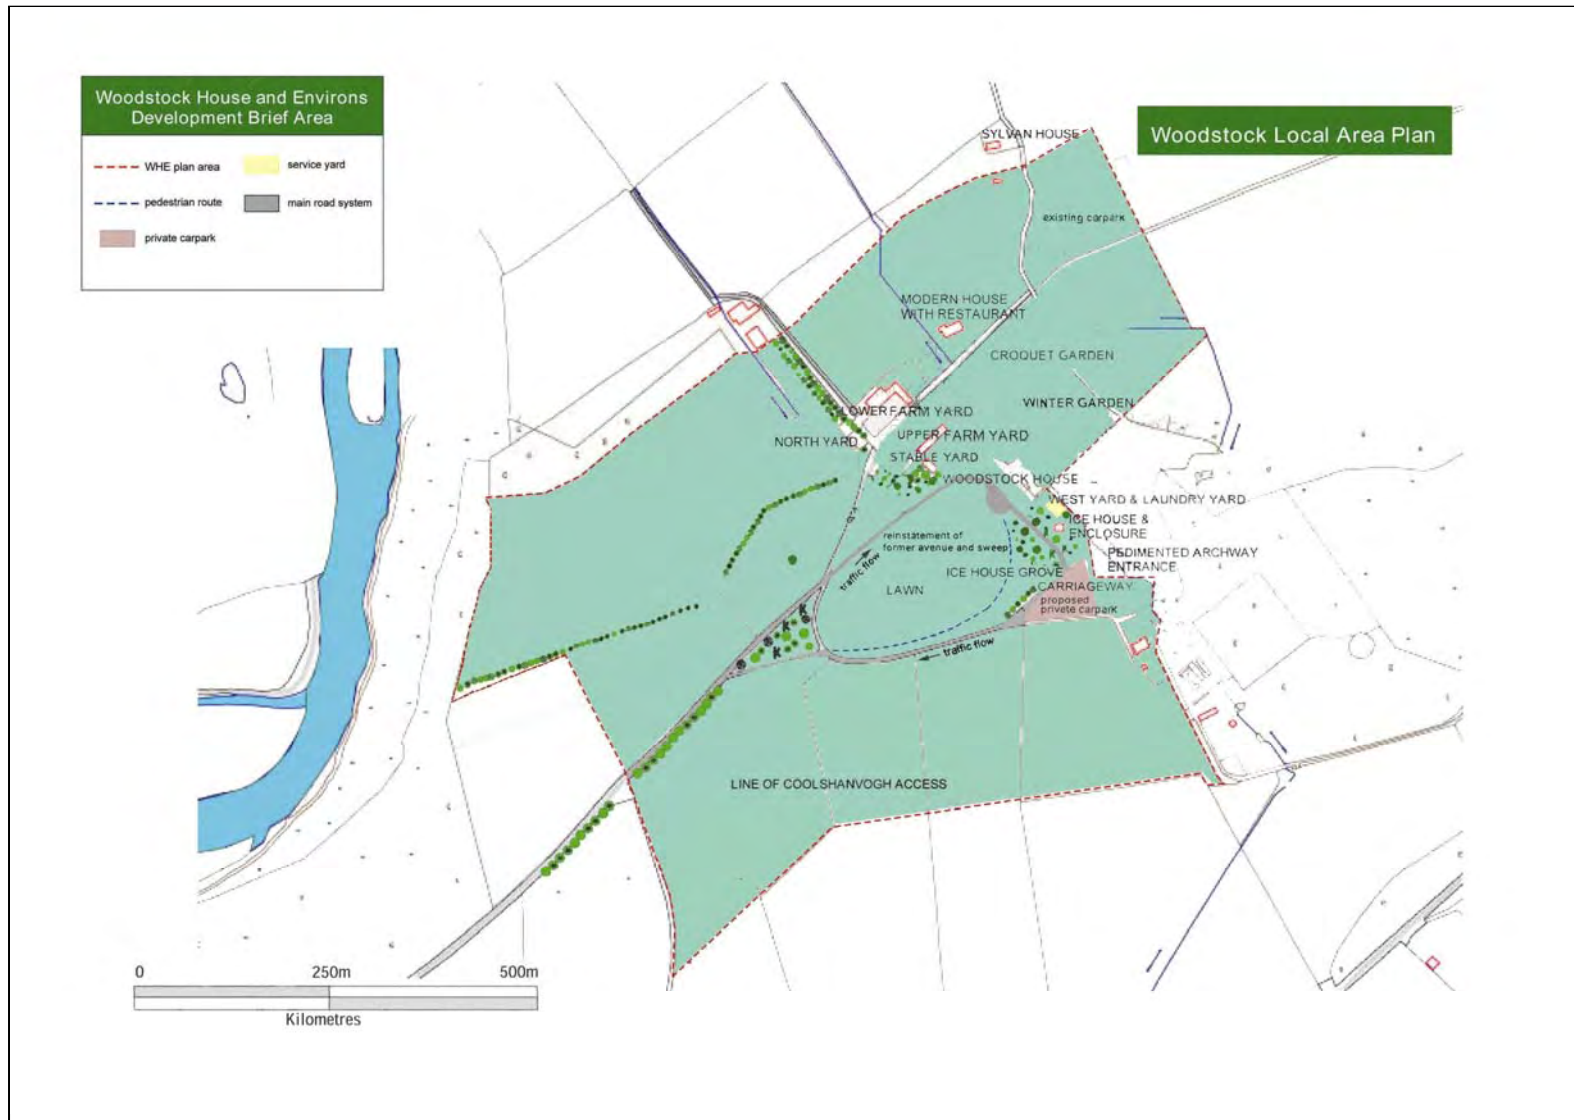 Woodstock House and Environs
Development Brief Area
WHE plan area
service yard
pedestrian route
main road system
private carpark
Woodstock Local Area Plan
SYLVAN HOUSE
existing carpark
MODERN HOUSE
WITH RESTAURANT
CROQUET GARDEN
WINTER GARDEN
LOWER FARM YARD
NORTH YARD
UPPER FARM YARD
STABLE YARD
WOODSTOCK HOUSE
WEST YARD & LAUNDRY YARD
ICE HOUSE &
ENCLOSURE
reinstatement of
former avenue and sweep
PEDIMENTED ARCHWAY
ENTRANCE
traffic flow
ICE HOUSE GROVE
CARRIAGEWAY
LAWN
proposed
private carpark
K
K
K
traffic flow
LINE OF COOLSHANVOGH ACCESS
0 250m 500m
Kilometres